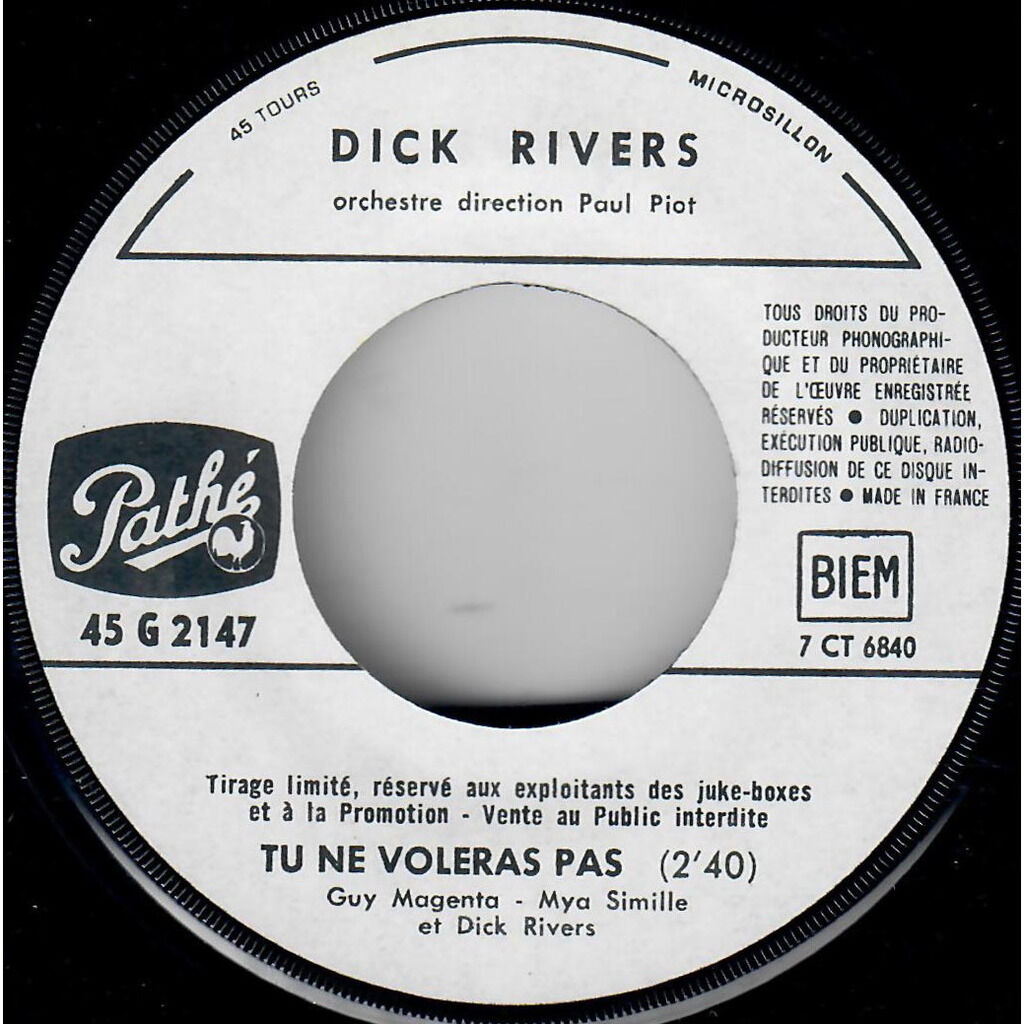 45 TOURS
MICROSILLON
DICK RIVERS
orchestre direction Paul Piot
TOUS DROITS DU PRO-
DUCTEUR PHONOGRAPHI-
QUE ET DU PROPRIÉTAIRE
DE L'ŒUVRE ENREGISTRÉE
RÉSERVÉS ● DUPLICATION,
EXÉCUTION PUBLIQUE, RADIO-
DIFFUSION DE CE DISQUE IN-
TERDITES ● MADE IN FRANCE
Pathé
45 G 2147
BIEM
7 CT 6840
Tirage limité, réservé aux exploitants des juke-boxes
et à la Promotion - Vente au Public interdite
TU NE VOLERAS PAS (2'40)
Guy Magenta - Mya Simille
et Dick Rivers